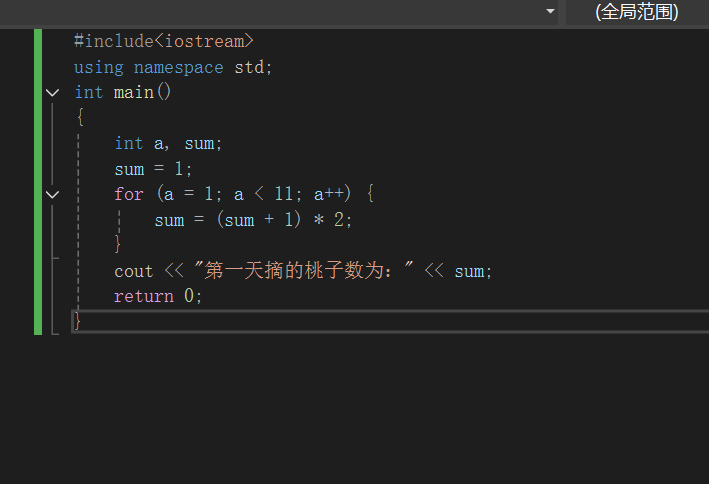 (全局范围)
#include<iostream>
using namespace std;
int main()
{
int a, sum;
sum = 1;
for (a = 1; a < 11; a++) {
sum = (sum + 1) * 2;
}
cout << "第一天摘的桃子数为：" << sum;
return 0;
}